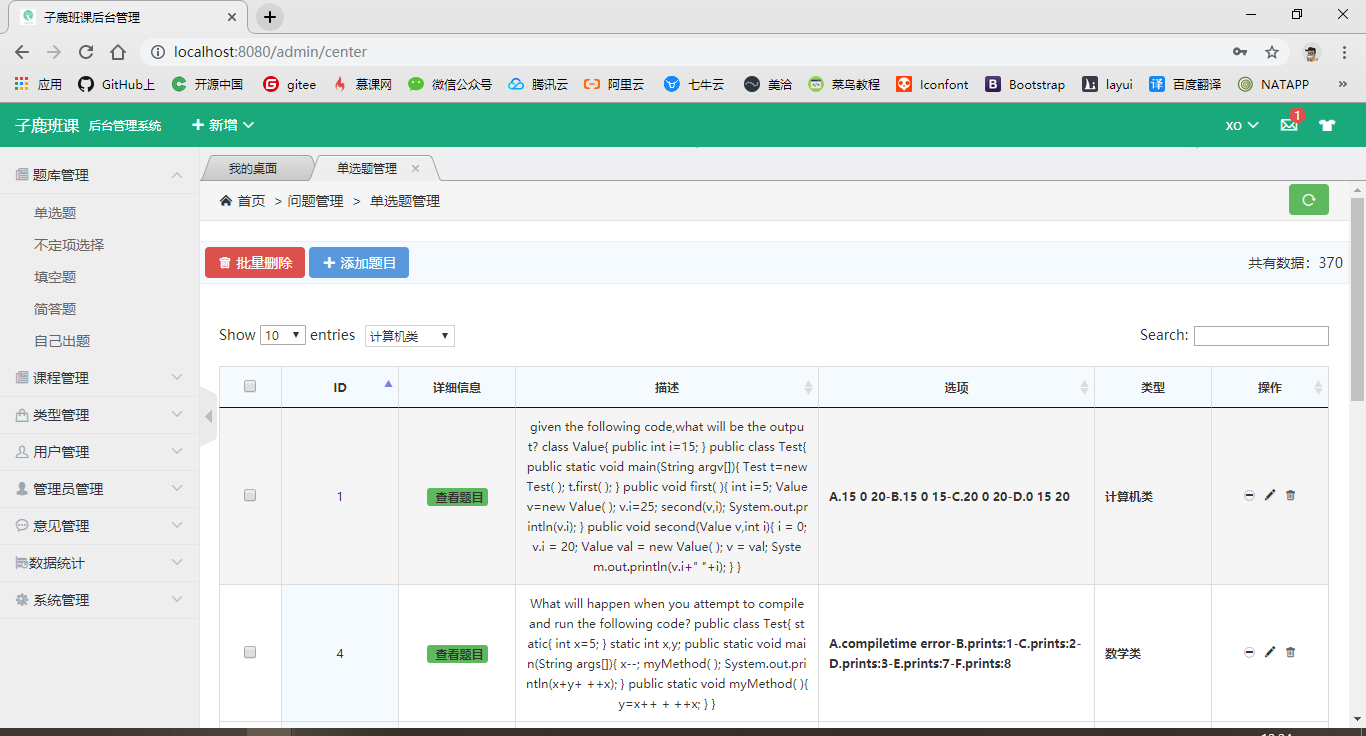 子鹿班课后台管理
localhost:8080/admin/center
应用 GitHub上 开源中国 gitee 慕课网 微信公众号 腾讯云 阿里云 七牛云 美洽 菜鸟教程 Iconfont Bootstrap layui 百度翻译 NATAPP »
子鹿班课 后台管理系统 新增 xo 1
题库管理
单选题
不定项选择
填空题
简答题
自己出题
课程管理
类型管理
用户管理
管理员管理
意见管理
数据统计
系统管理
我的桌面 单选题管理
首页 > 问题管理 > 单选题管理
批量删除 添加题目 共有数据：370
Show 10 entries 计算机类 Search:
ID 详细信息 描述 选项 类型 操作
given the following code,what will be the outpu
t? class Value{ public int i=15; } public class Test{
public static void main(String argv[]){ Test t=new
Test( ); t.first( ); } public void first( ){ int i=5; Value
1 查看题目 v=new Value( ); v.i=25; second(v,i); System.out.pr A.15 0 20-B.15 0 15-C.20 0 20-D.0 15 20 计算机类
intln(v.i); } public void second(Value v,int i){ i = 0;
v.i = 20; Value val = new Value( ); v = val; Syste
m.out.println(v.i+" "+i); } }
What will happen when you attempt to compile
and run the following code? public class Test{ st
atic{ int x=5; } static int x,y; public static void mai
4 查看题目 n(String args[]){ x--; myMethod( ); System.out.pri A.compiletime error-B.prints:1-C.prints:2- 数学类
ntln(x+y+ ++x); } public static void myMethod( ){ D.prints:3-E.prints:7-F.prints:8
y=x++ + ++x; } }